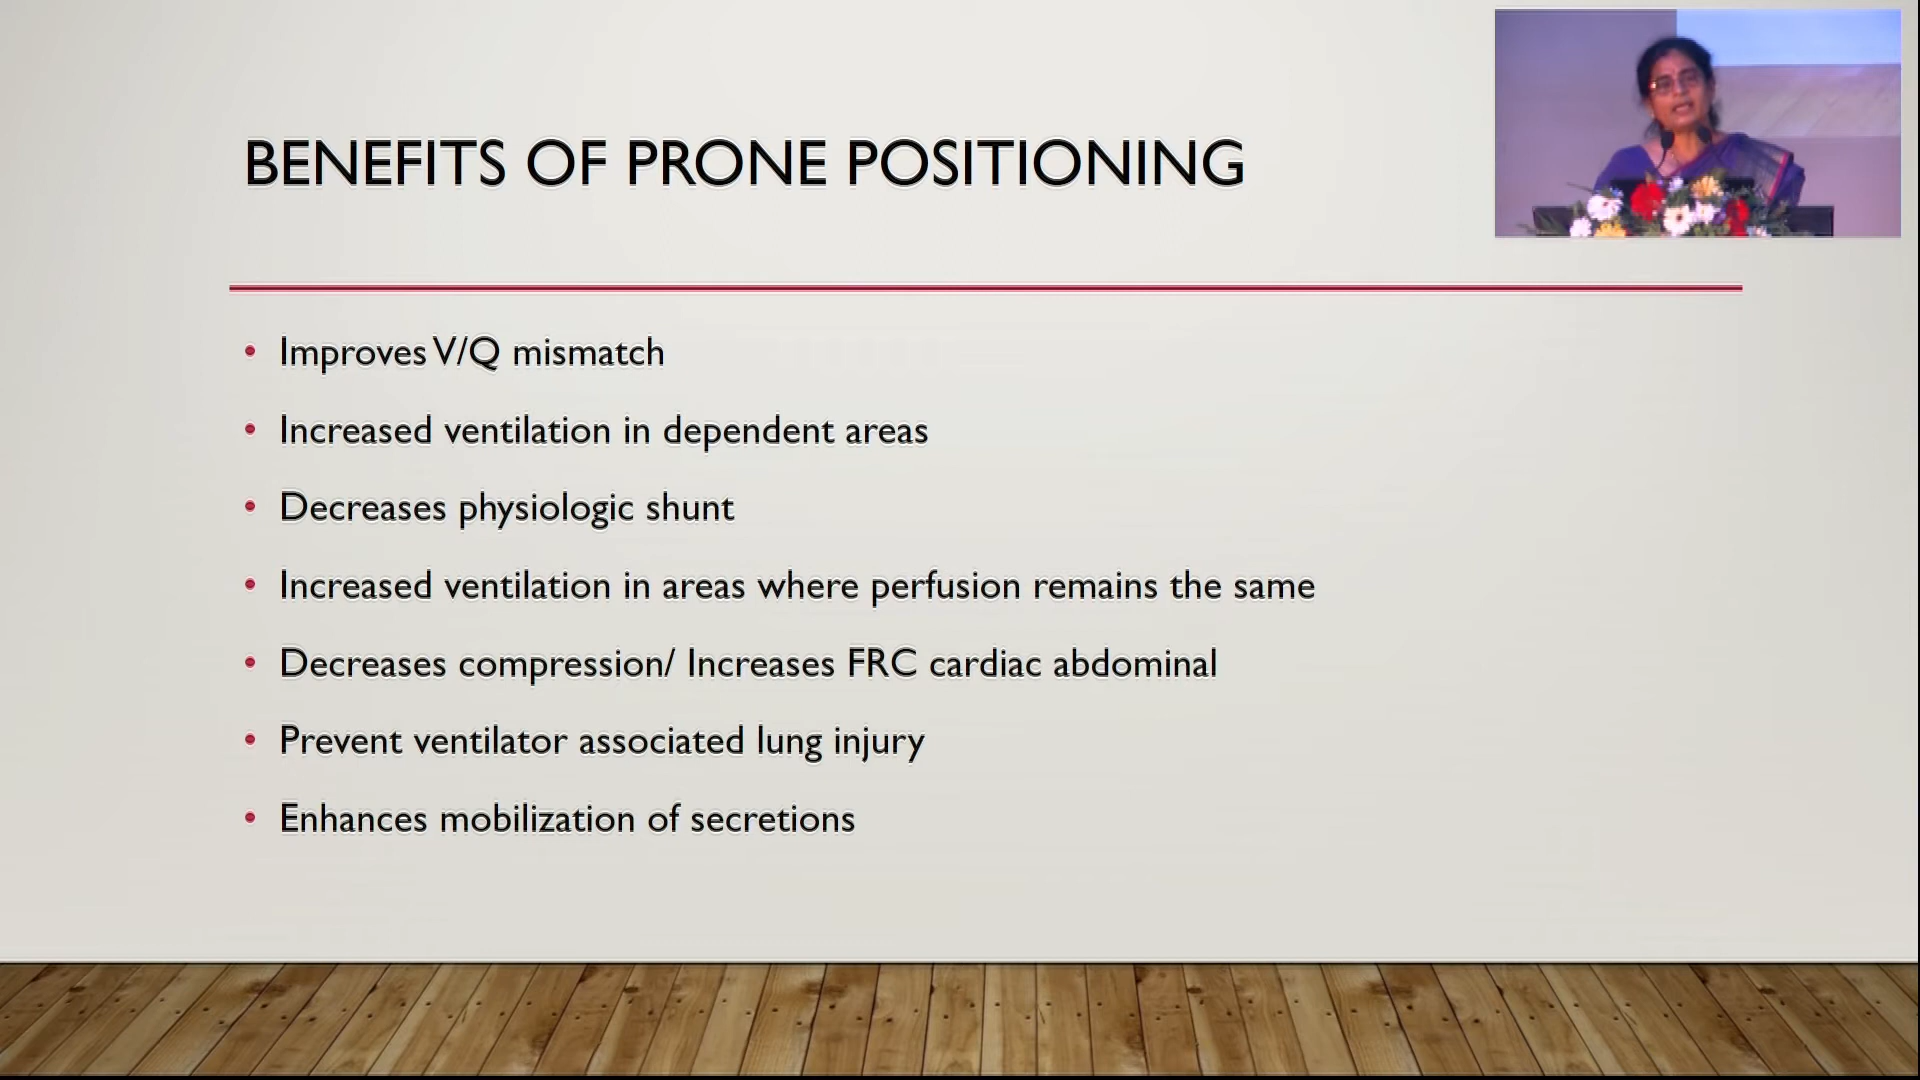 BENEFITS OF PRONE POSITIONING
• Improves V/Q mismatch
• Increased ventilation in dependent areas
• Decreases physiologic shunt
• Increased ventilation in areas where perfusion remains the same
• Decreases compression/ Increases FRC cardiac abdominal
• Prevent ventilator associated lung injury
• Enhances mobilization of secretions